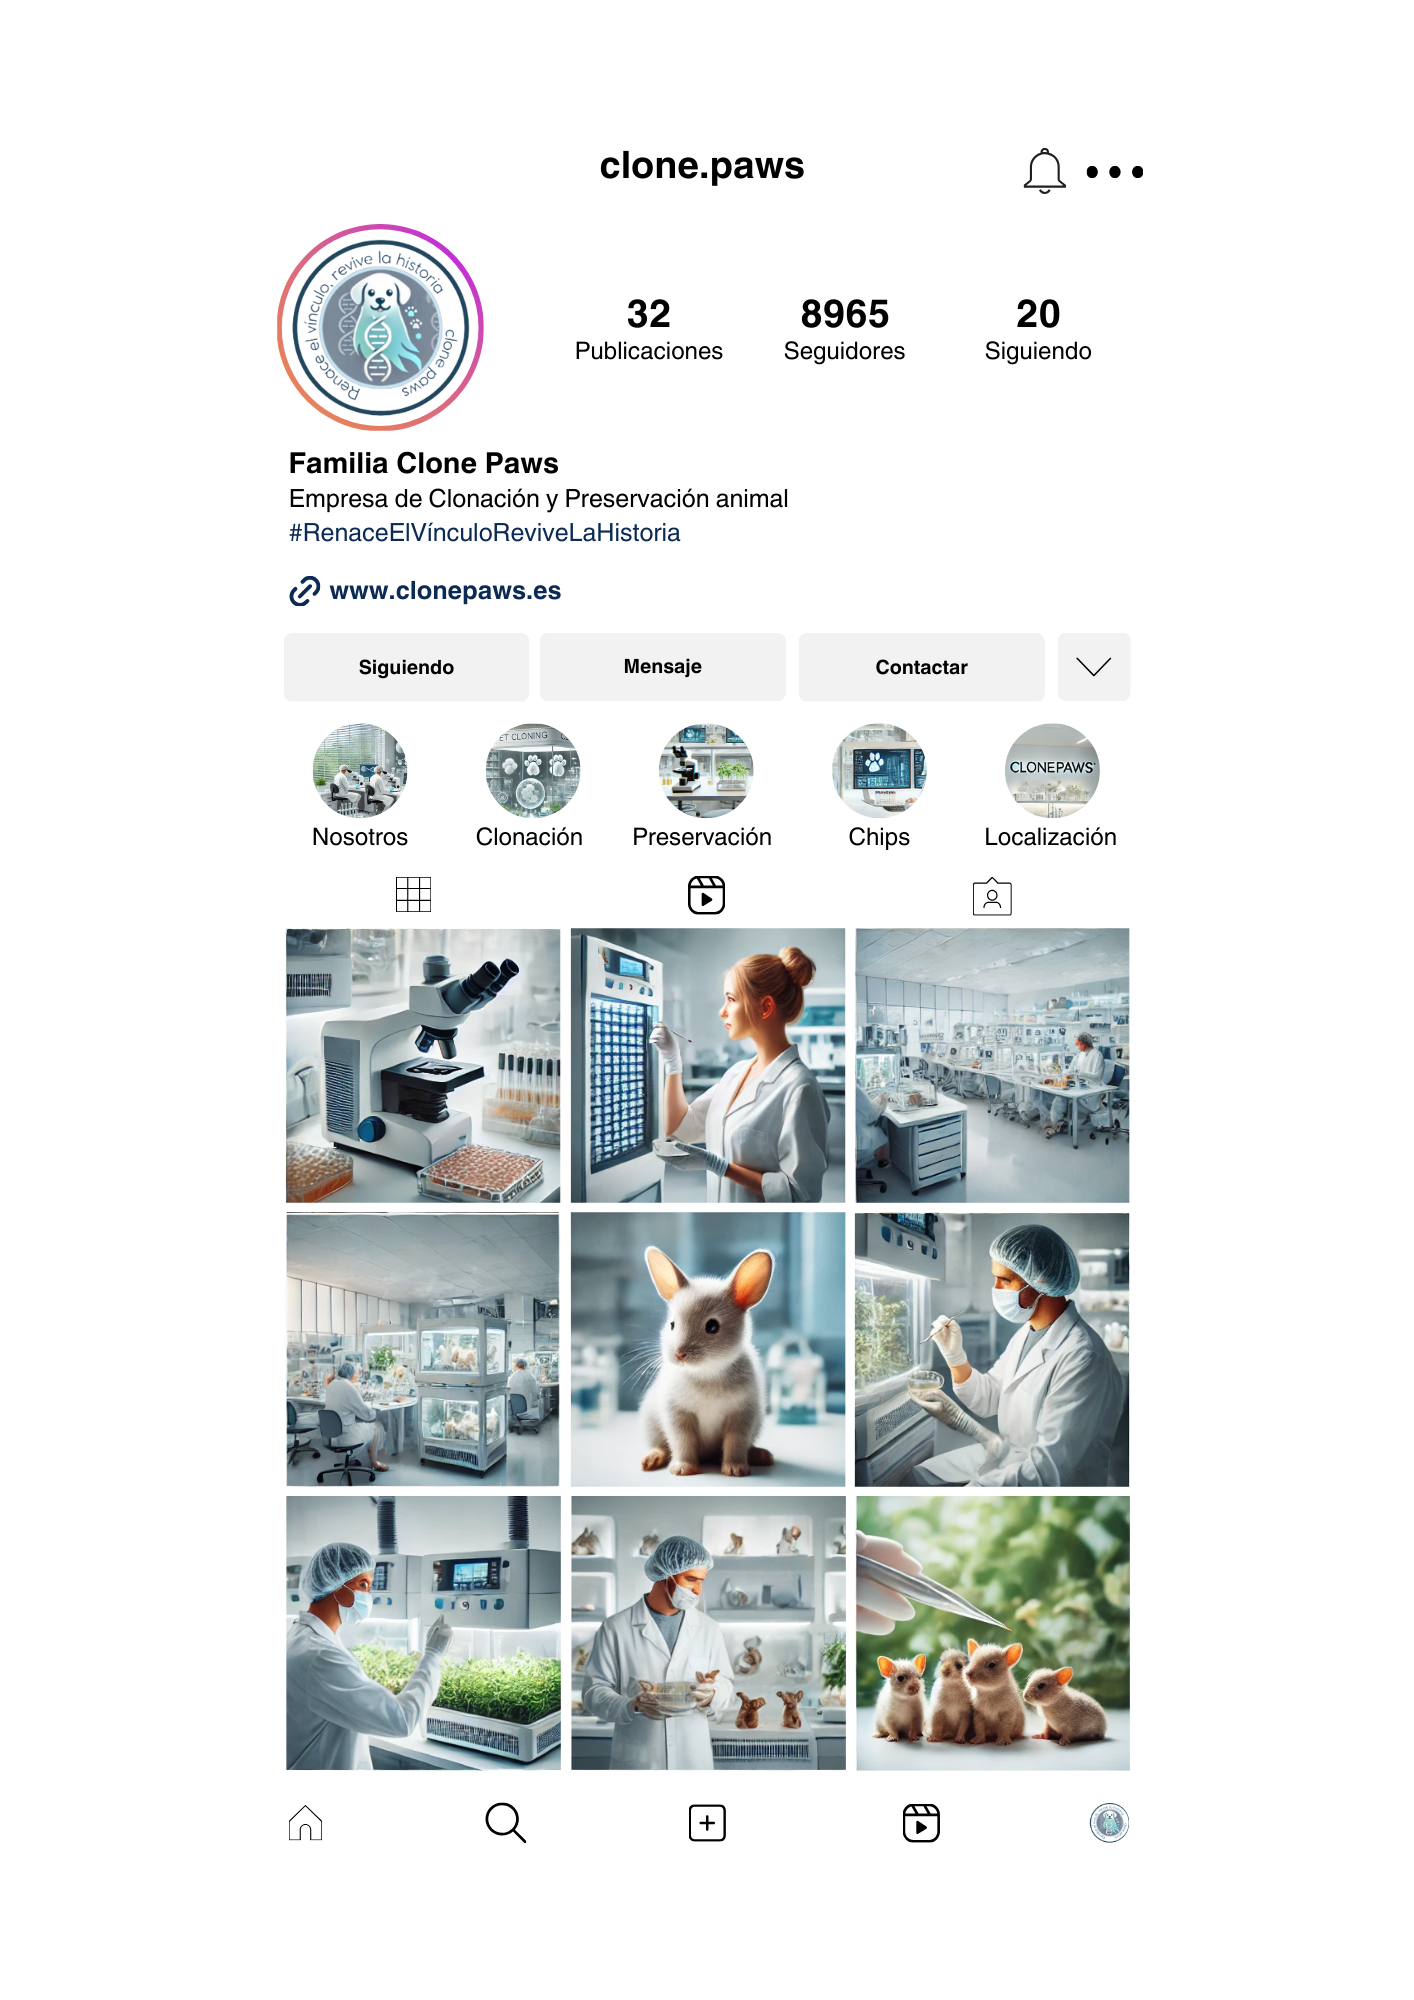 clone.paws
Renace el vínculo, revive la historia
clone paws
32
8965
20
Publicaciones
Seguidores
Siguiendo
Familia Clone Paws
Empresa de Clonación y Preservación animal
#RenaceElVínculoReviveLaHistoria
www.clonepaws.es
Siguiendo
Mensaje
Contactar
ET CLONING
CLONEPAWS
Nosotros
Clonación
Preservación
Chips
Localización